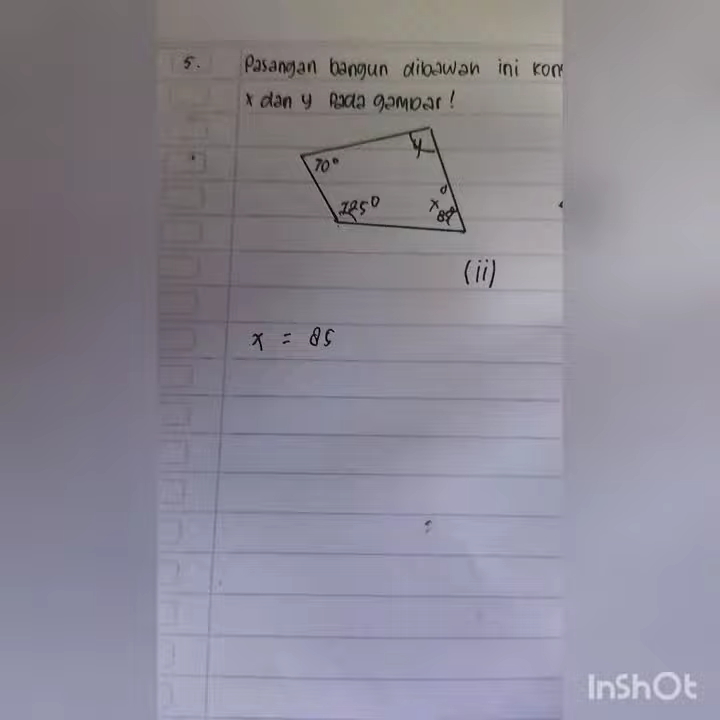 5. Pasangan bangun dibawah ini kon
x dan y pada gambar !
70°
y
125°
x
85°
(ii)
x = 85
InShOt